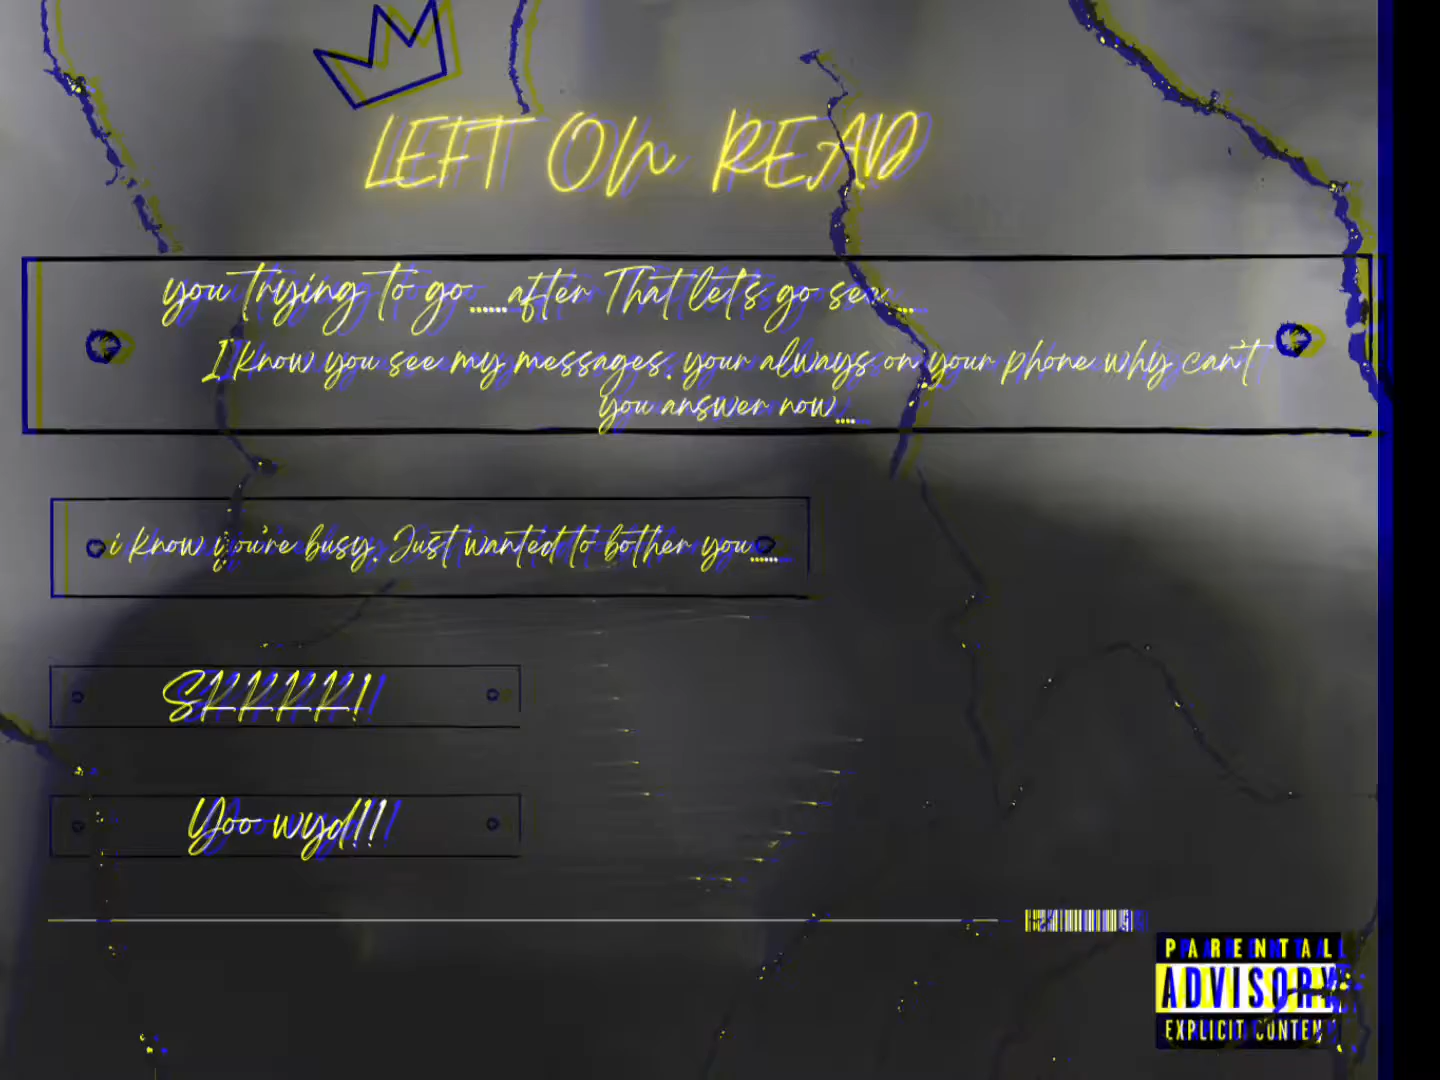 LEFT ON READ
you trying to go.....after That let's go see....
I know you see my messages. your always on your phone why can't
you answer now...
i know you're busy. Just wanted to bother you.....
SKKKK!
Yoo wyd!!!
PARENTAL
ADVISORY
EXPLICIT CONTENT